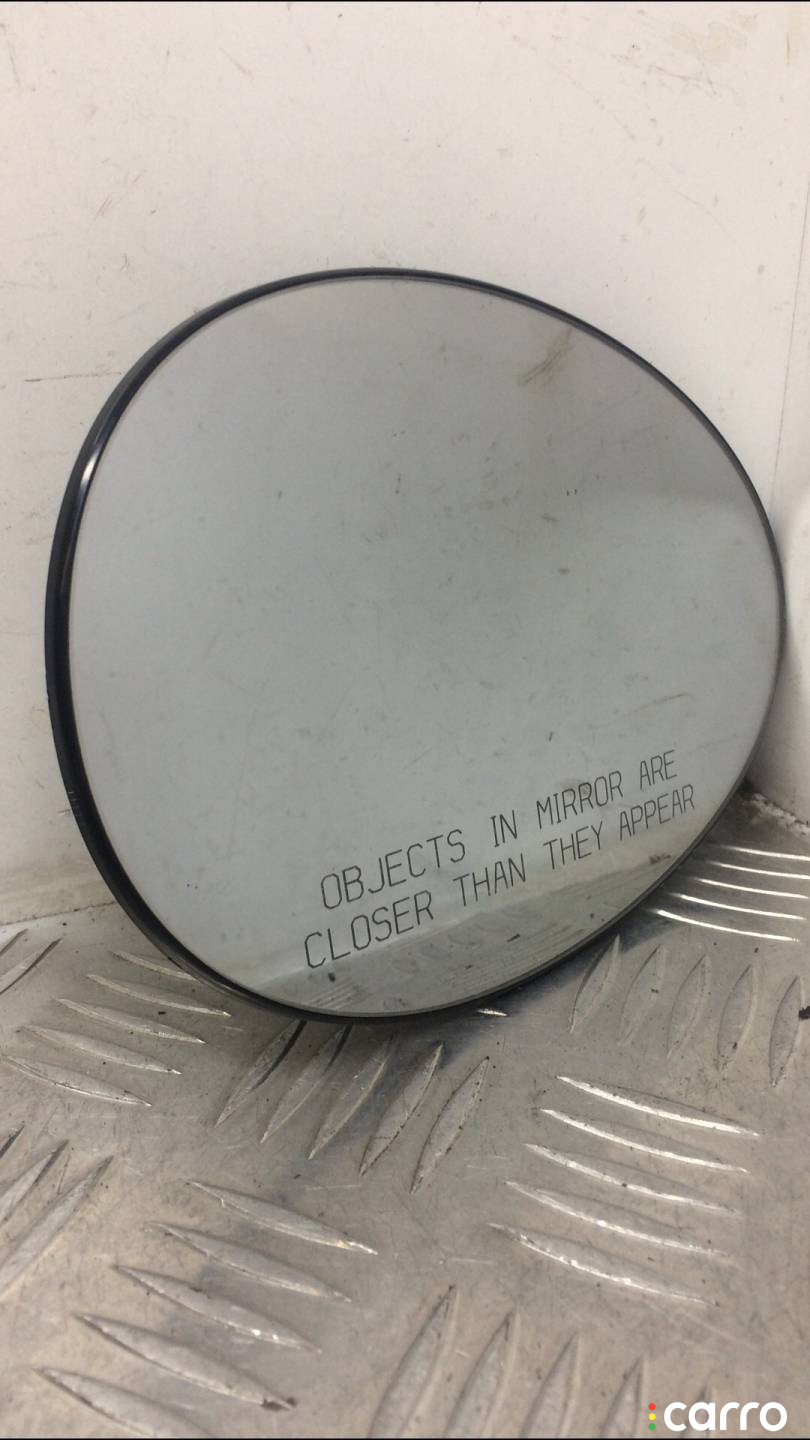 OBJECTS IN MIRROR ARE
CLOSER THAN THEY APPEAR
carro